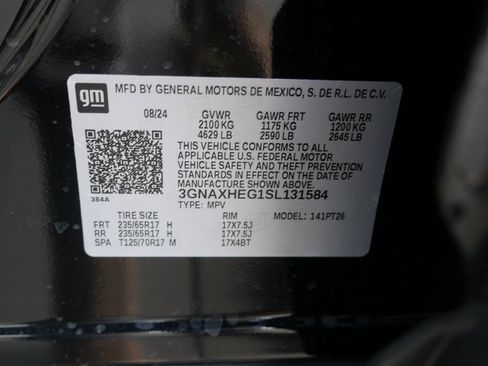 gm
MFD BY GENERAL MOTORS DE MEXICO, S. DE R.L. DE C.V.
08/24 GVWR GAWR FRT GAWR RR
2100 KG 1175 KG 1200 KG
4629 LB 2590 LB 2645 LB
THIS VEHICLE CONFORMS TO ALL
APPLICABLE U.S. FEDERAL MOTOR
VEHICLE SAFETY AND THEFT PREVENTION
STANDARDS IN EFFECT ON THE DATE OF
MANUFACTURE SHOWN ABOVE.
384A
3GNAXHEG1SL131584
TYPE: MPV MODEL: 141PT26
TIRE SIZE RIM
FRT 235/65R17 H 17X7.5J
RR 235/65R17 H 17X7.5J
SPA T125/70R17 M 17X4BT